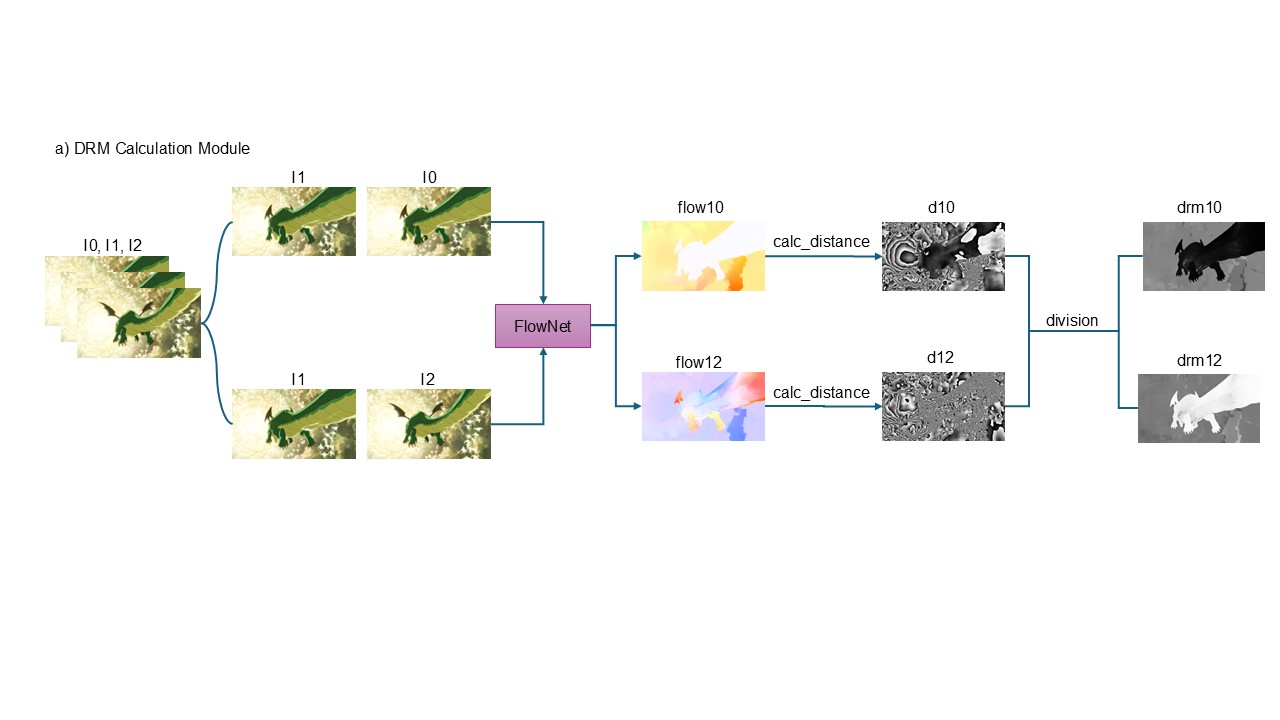 a) DRM Calculation Module
I0, I1, I2
I1
I0
I1
I2
FlowNet
flow10
flow12
calc_distance
calc_distance
d10
d12
division
drm10
drm12